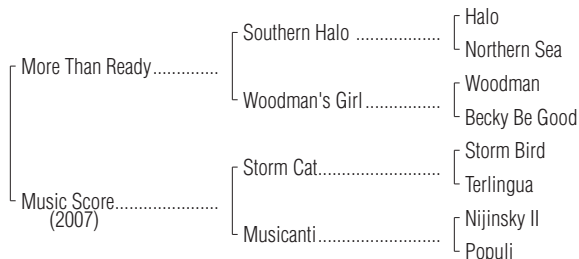 Halo
Southern Halo ..................
Northern Sea
More Than Ready..............
Woodman
Woodman's Girl................
Becky Be Good
Storm Bird
Storm Cat..........................
Terlingua
Music Score......................
(2007)
Nijinsky II
Musicanti..........................
Populi